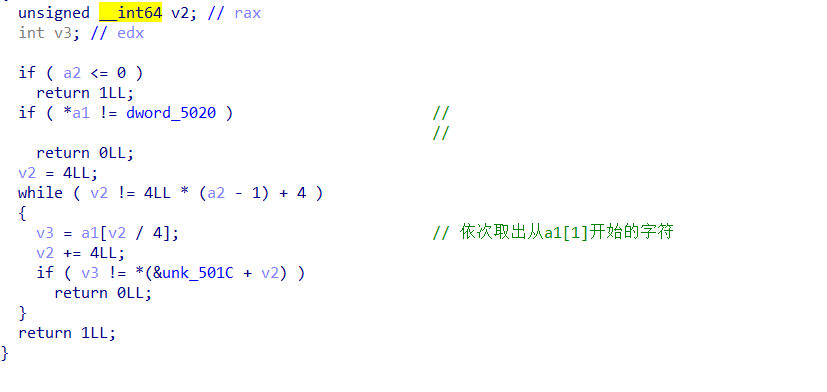 unsigned __int64 v2; // rax
int v3; // edx
if ( a2 <= 0 )
return 1LL;
if ( *a1 != dword_5020 ) //
//
return 0LL;
v2 = 4LL;
while ( v2 != 4LL * (a2 - 1) + 4 )
{
v3 = a1[v2 / 4]; // 依次取出从a1[1]开始的字符
v2 += 4LL;
if ( v3 != *(&unk_501C + v2) )
return 0LL;
}
return 1LL;
}